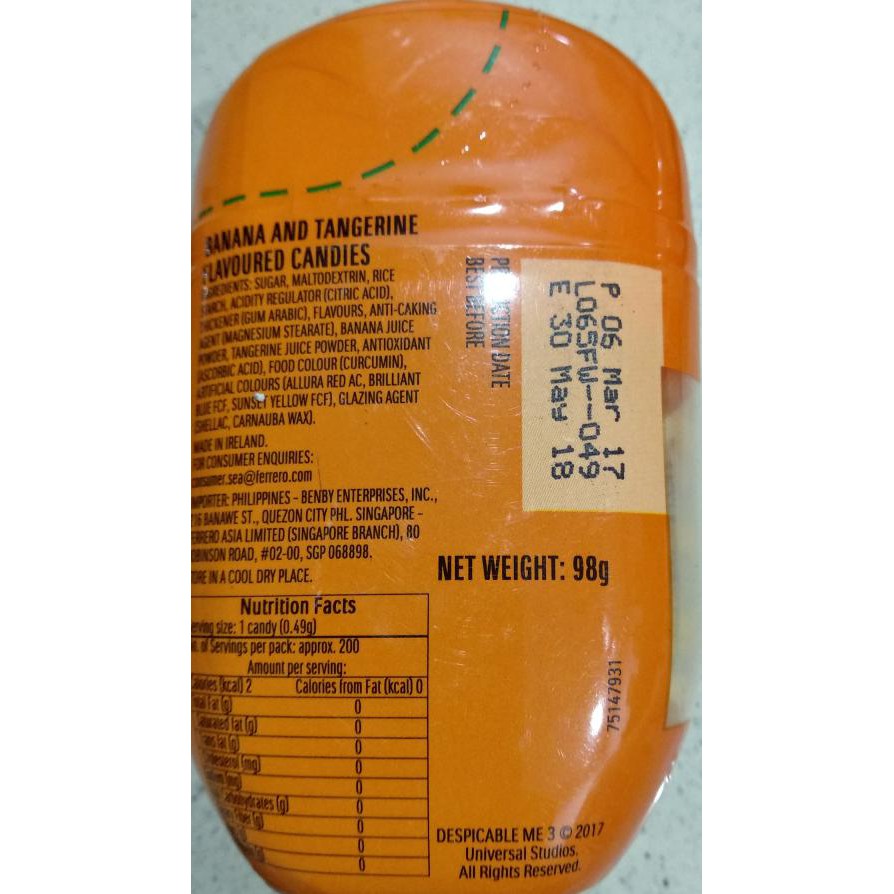 BANANA AND TANGERINE
FLAVOURED CANDIES
INGREDIENTS: SUGAR, MALTODEXTRIN, RICE
STARCH, ACIDITY REGULATOR (CITRIC ACID),
THICKENER (GUM ARABIC), FLAVOURS, ANTI-CAKING
AGENT (MAGNESIUM STEARATE), BANANA JUICE
POWDER, TANGERINE JUICE POWDER, ANTIOXIDANT
(ASCORBIC ACID), FOOD COLOUR (CURCUMIN),
ARTIFICIAL COLOURS (ALLURA RED AC, BRILLIANT
BLUE FCF, SUNSET YELLOW FCF), GLAZING AGENT
(SHELLAC, CARNAUBA WAX).
MADE IN IRELAND.
FOR CONSUMER ENQUIRIES:
consumer.sea@ferrero.com
IMPORTER: PHILIPPINES - BENBY ENTERPRISES, INC.,
BANAWE ST., QUEZON CITY PHL. SINGAPORE -
FERRERO ASIA LIMITED (SINGAPORE BRANCH), 80
ROBINSON ROAD, #02-00, SGP 068898.
STORE IN A COOL DRY PLACE.
PRODUCTION DATE
BEST BEFORE
P 06 Mar 17
L065FW--049
E 30 May 18
NET WEIGHT: 98g
Nutrition Facts
Serving size: 1 candy (0.49g)
No. of Servings per pack: approx. 200
Amount per serving:
Calories (kcal) 2 Calories from Fat (kcal) 0
Total Fat (g) 0
Saturated fat (g) 0
Trans fat (g) 0
Cholesterol (mg) 0
(mg) 0
Carbohydrates (g) 0
Fiber (g) 0
0
0
75147931
DESPICABLE ME 3 © 2017
Universal Studios.
All Rights Reserved.